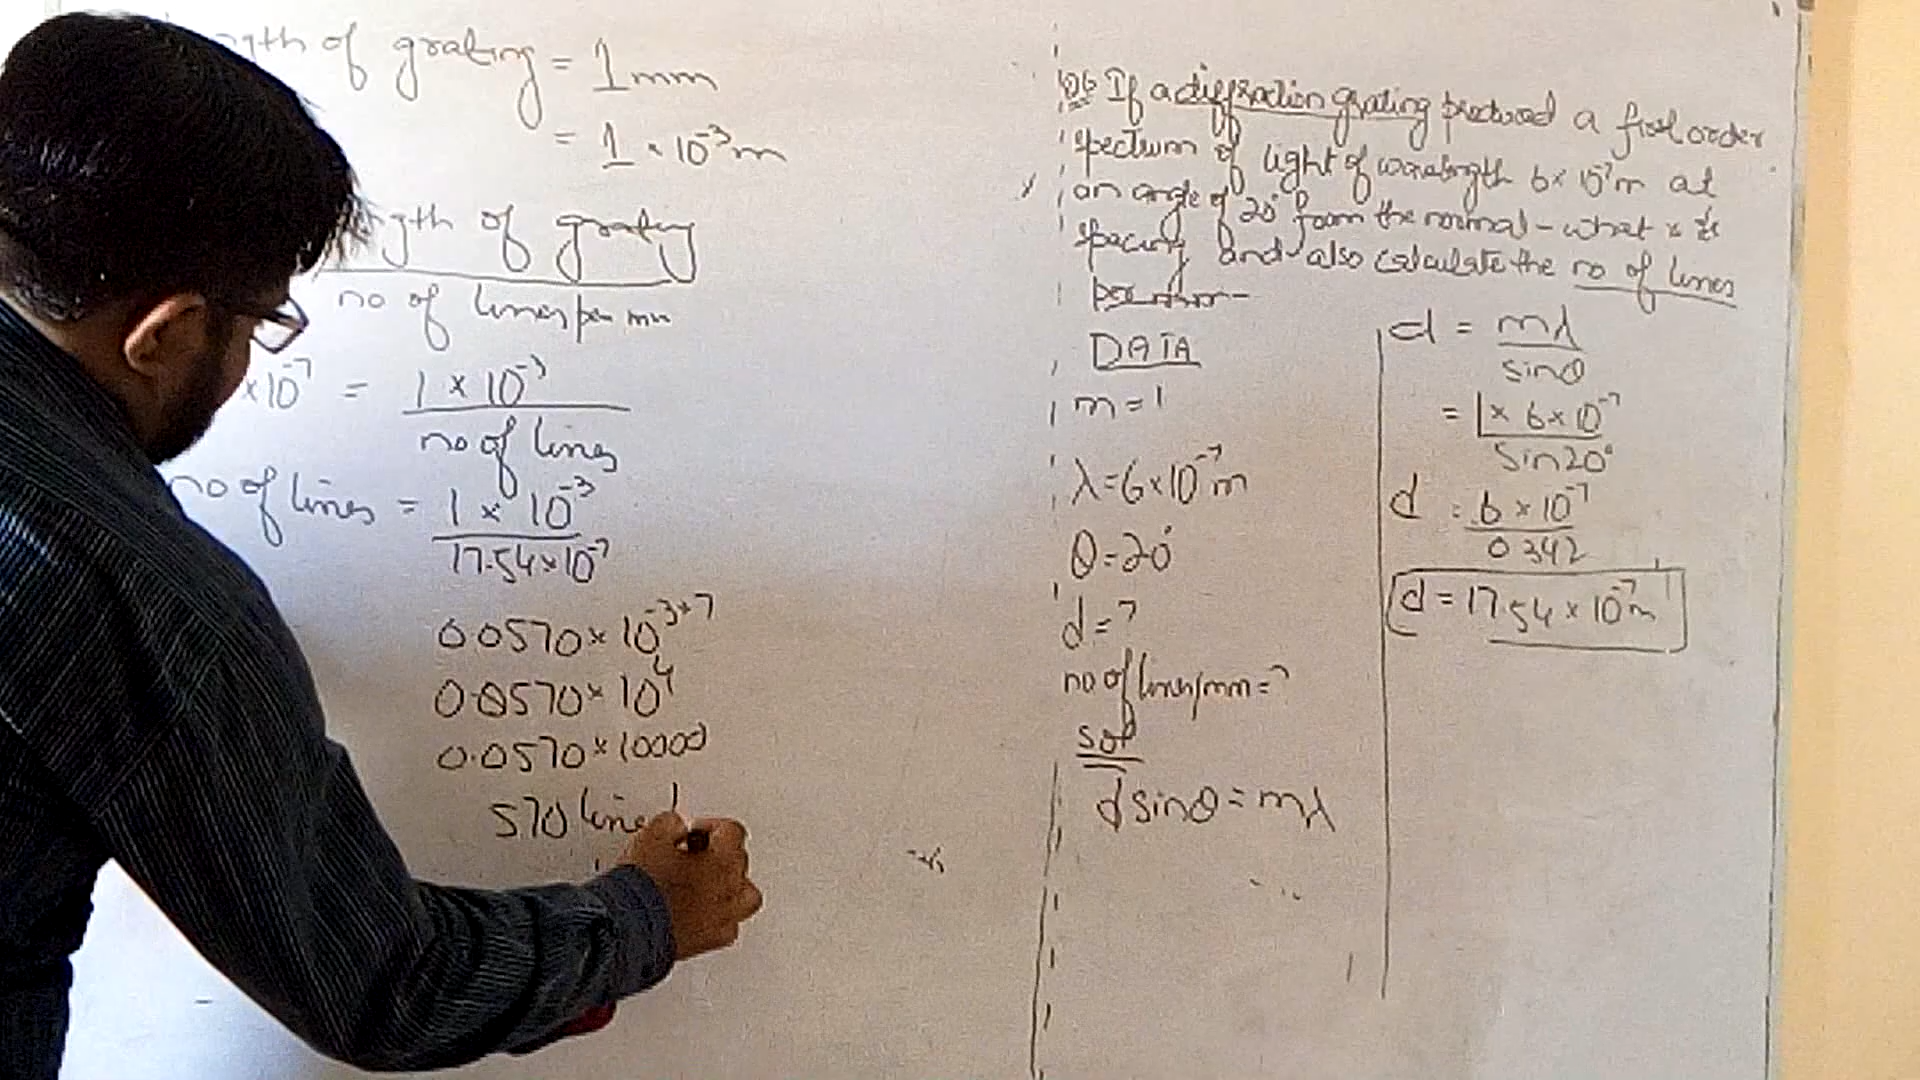 ngth of grating = 1mm
= 1 × 10⁻³m
ngth of grating
no of lines per mm
×10⁻⁷ = 1 × 10⁻³
no of lines
no of lines = 1 × 10⁻³
17.54×10⁻⁷
0.0570 × 10⁻³⁺⁷
0.0570 × 10⁴
0.0570 × 10000
570 line
Q6 If a diffraction grating produced a first order
spectrum of light of wavelength 6× 10⁻⁷m at
an angle of 20° from the normal - what is
spacing and also calculate the no of lines
per mm -
DATA
m = 1
λ = 6×10⁻⁷m
θ = 20°
d = ?
no of lines/mm = ?
sol
d sinθ = mλ
d = mλ
sinθ
= 1 × 6 × 10⁻⁷
Sin20°
d = 6 × 10⁻⁷
0.342
d = 17.54 × 10⁻⁷m